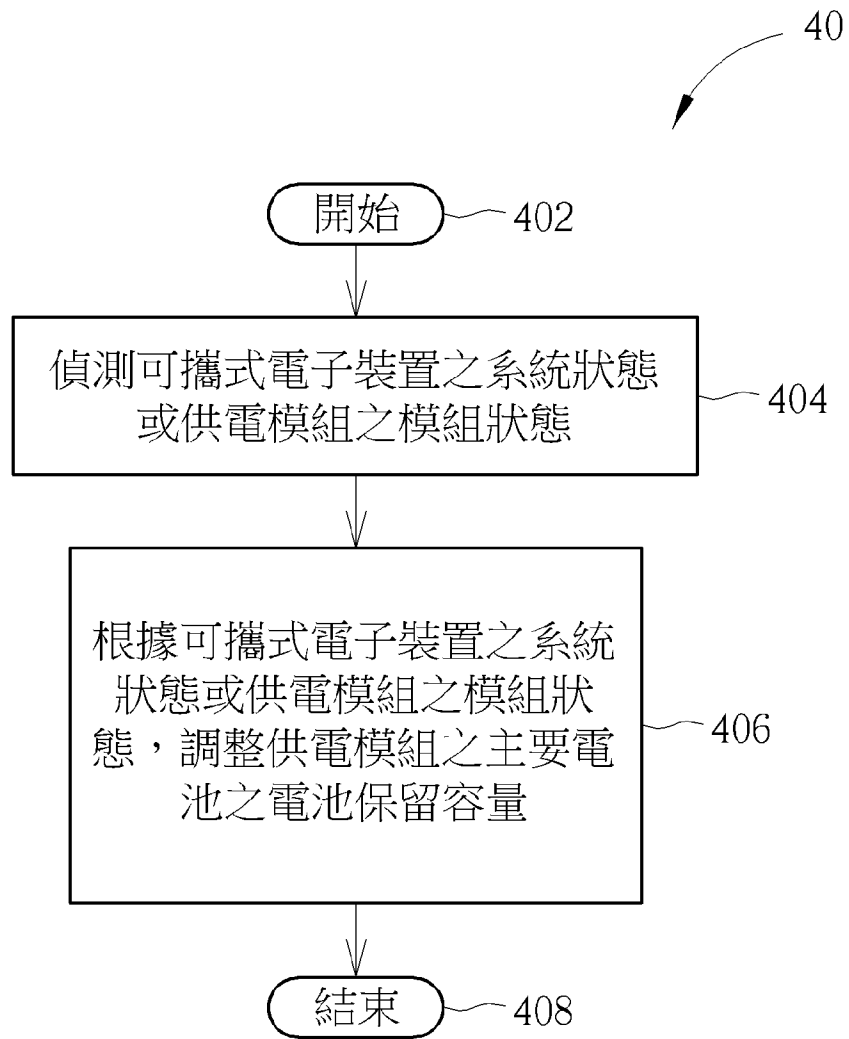 40
開始
402
偵測可攜式電子裝置之系統狀態
或供電模組之模組狀態
404
根據可攜式電子裝置之系統
狀態或供電模組之模組狀
態，調整供電模組之主要電
池之電池保留容量
406
結束
408